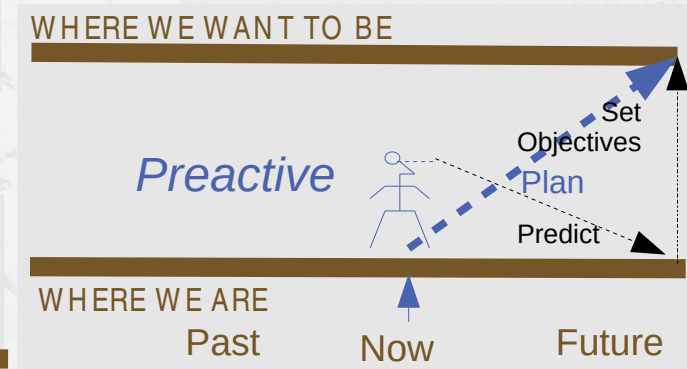 WHERE WE WANT TO BE
Set
Objectives
Preactive
Plan
Predict
WHERE WE ARE
Past Now Future